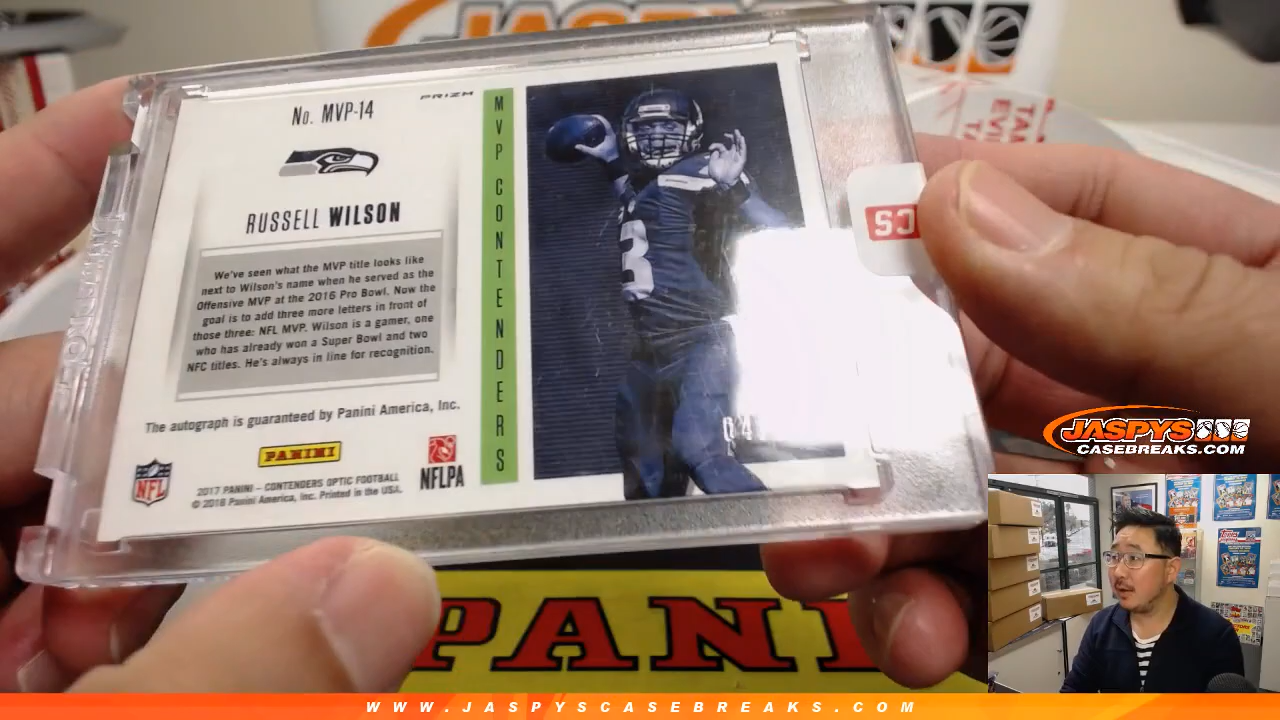 JASPYS
PRIZM
No. MVP-14
RUSSELL WILSON
We've seen what the MVP title looks like
next to Wilson's name when he served as the
Offensive MVP at the 2016 Pro Bowl. Now the
goal is to add three more letters in front of
those three: NFL MVP. Wilson is a gamer, one
who has already won a Super Bowl and two
NFC titles. He's always in line for recognition.
The autograph is guaranteed by Panini America, Inc.
PANINI
NFL
2017 PANINI – CONTENDERS OPTIC FOOTBALL
© 2018 Panini America, Inc. Printed in the USA.
NFLPA
MVP CONTENDERS
3
JASPYS
CASEBREAKS.COM
PANI
WWW.JASPYSCASEBREAKS.COM